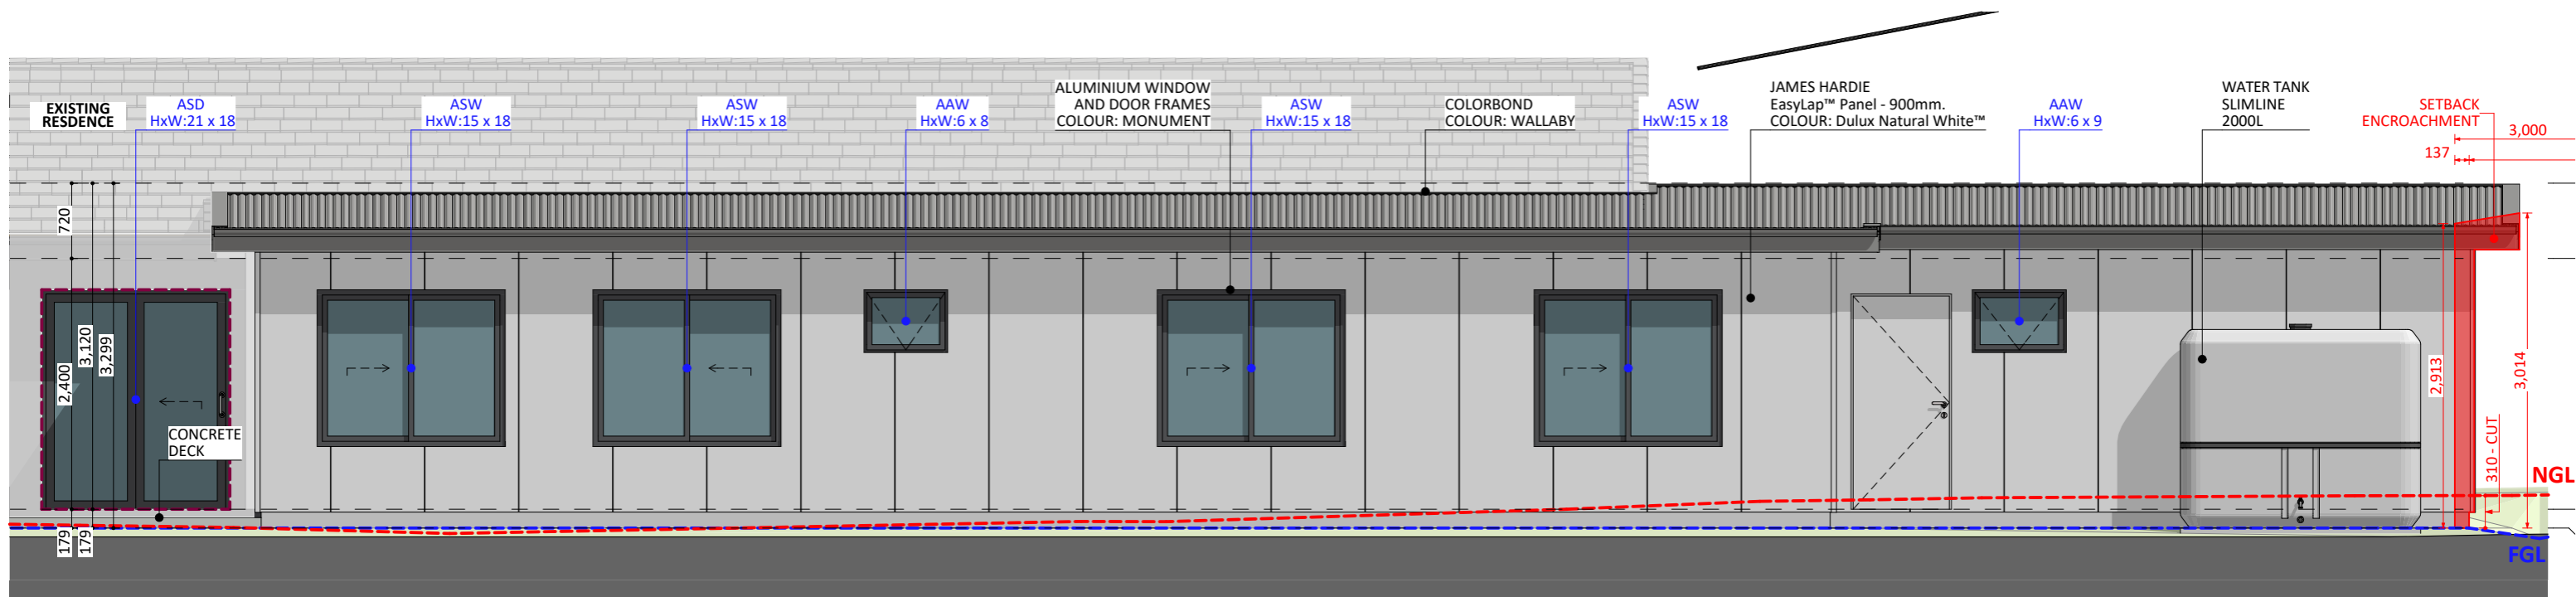 EXISTING
RESDENCE
ASD
HxW:21 x 18
ASW
HxW:15 x 18
ASW
HxW:15 x 18
AAW
HxW:6 x 8
ALUMINIUM WINDOW
AND DOOR FRAMES
COLOUR: MONUMENT
ASW
HxW:15 x 18
COLORBOND
COLOUR: WALLABY
ASW
HxW:15 x 18
JAMES HARDIE
EasyLap™ Panel - 900mm.
COLOUR: Dulux Natural White™
AAW
HxW:6 x 9
WATER TANK
SLIMLINE
2000L
SETBACK
ENCROACHMENT
3,000
137
720
2,400
3,120
3,299
179
179
CONCRETE
DECK
2,913
3,014
310 - CUT
NGL
FGL